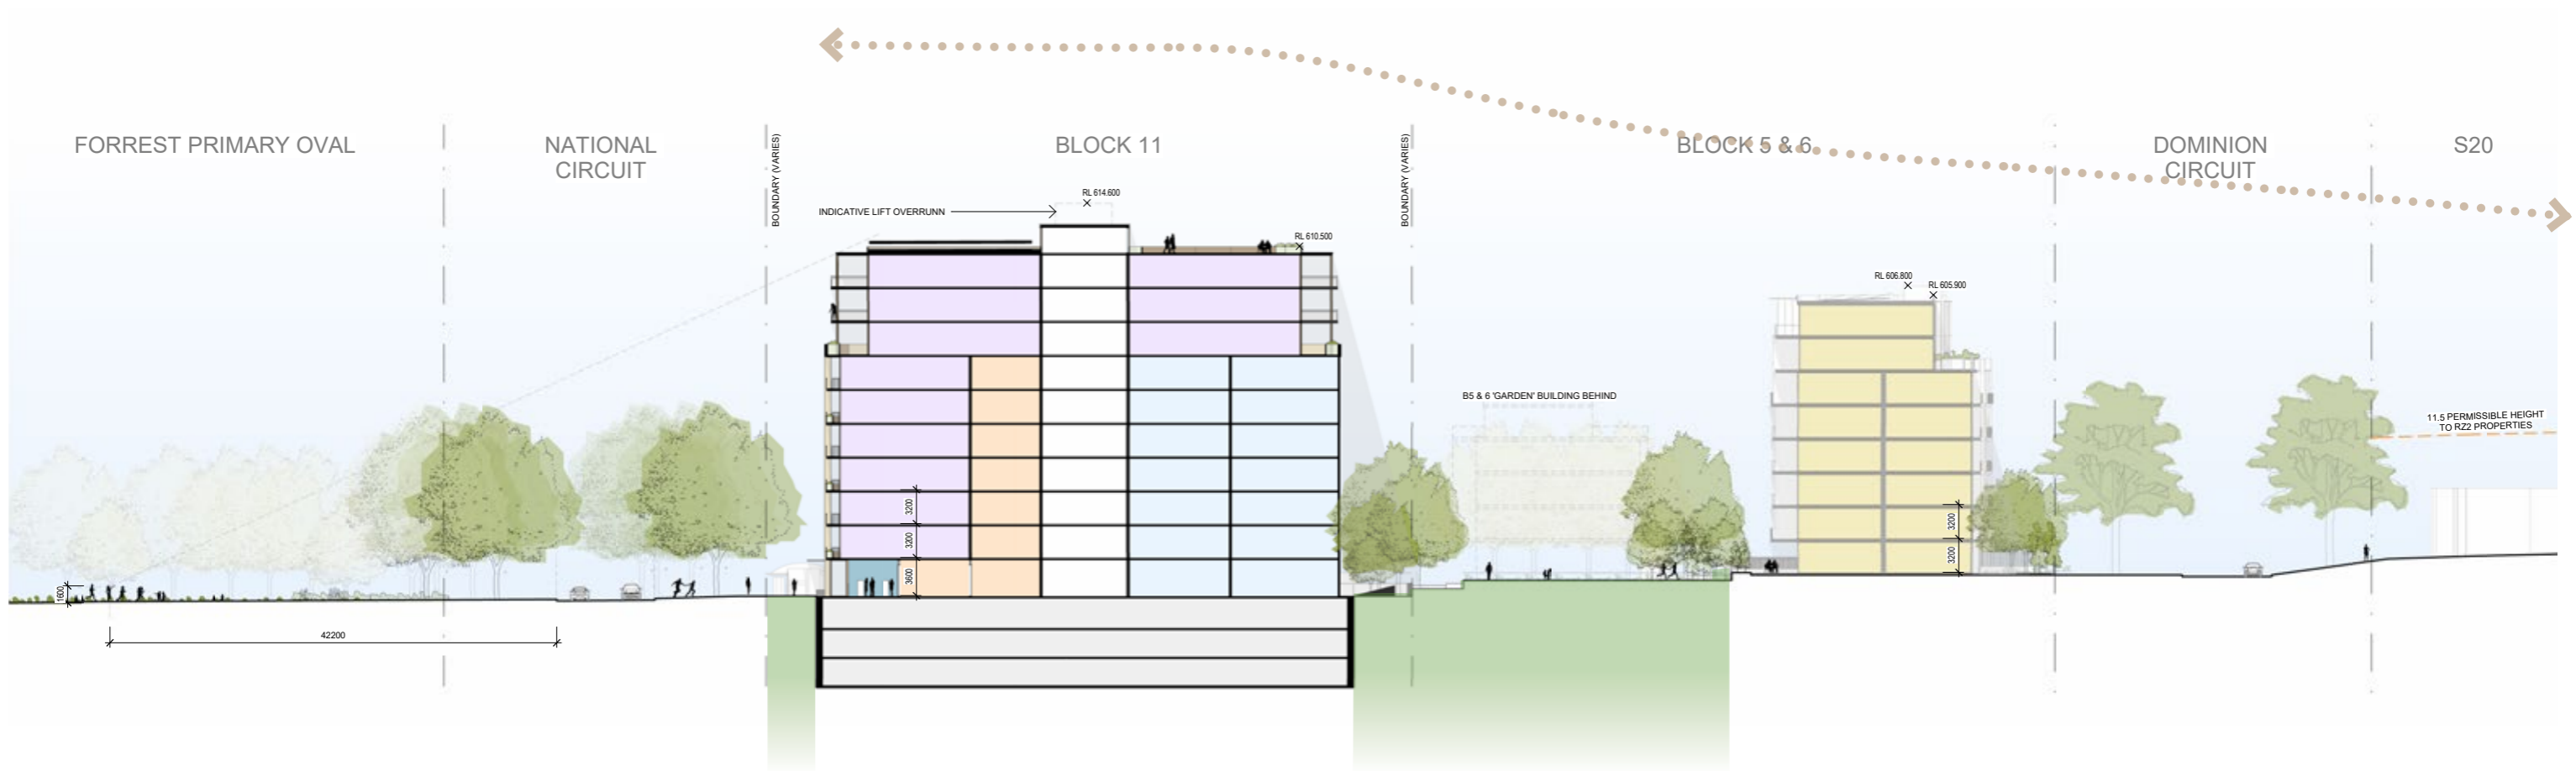 FORREST PRIMARY OVAL
NATIONAL
CIRCUIT
BOUNDARY (VARIES)
BLOCK 11
BOUNDARY (VARIES)
BLOCK 5 & 6
DOMINION
CIRCUIT
S20
RL 614.600
INDICATIVE LIFT OVERRUNN
RL 610.500
RL 606.800
RL 605.900
B5 & 6 'GARDEN' BUILDING BEHIND
11.5 PERMISSIBLE HEIGHT
TO RZ2 PROPERTIES
3200
3200
3600
3200
3200
1600
42200